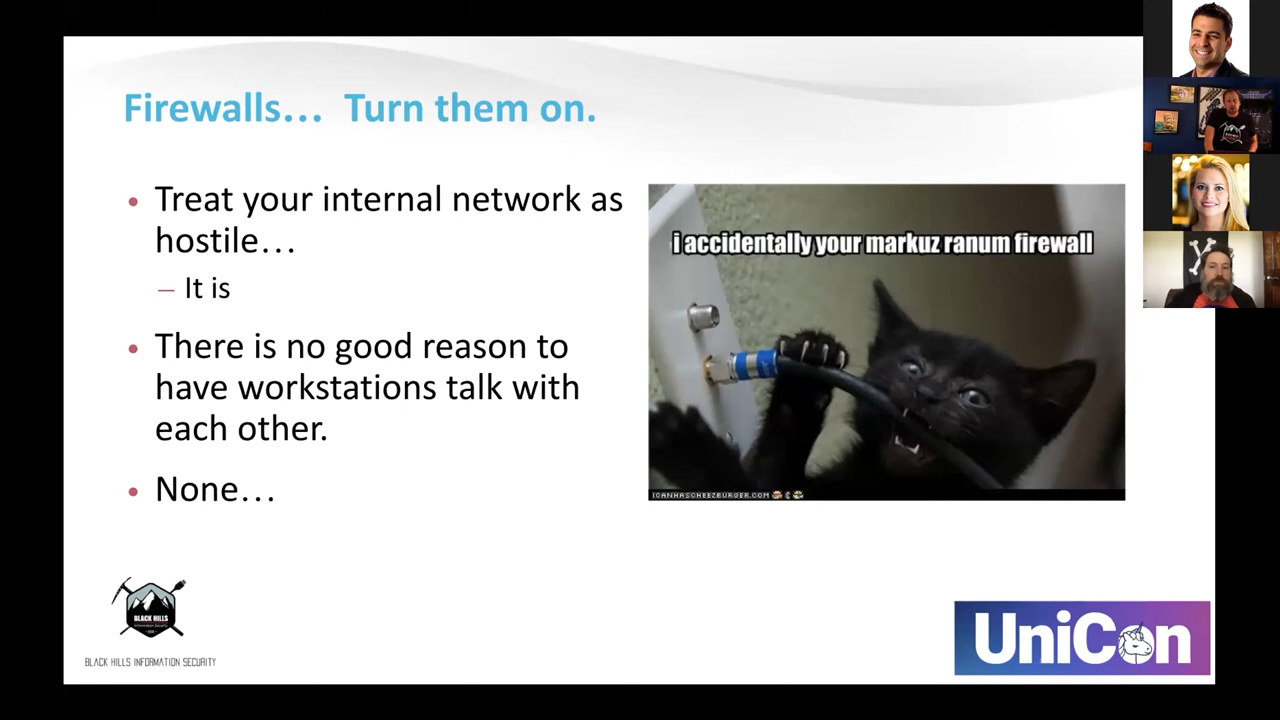 Firewalls… Turn them on.
• Treat your internal network as
hostile…
– It is
• There is no good reason to
have workstations talk with
each other.
• None…
i accidentally your markuz ranum firewall
ICANHASCHEEZBURGER.COM
BLACK HILLS
Information Security
BLACK HILLS INFORMATION SECURITY
UniCon